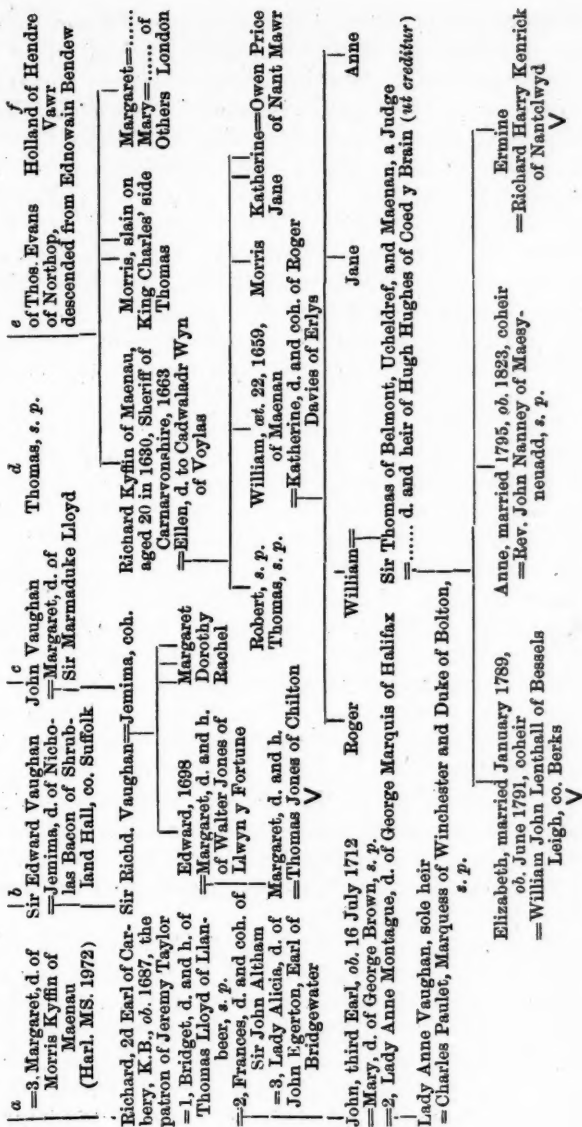 a
=3. Margaret, d. of
Morris Kyffin of
Maenau
(Harl. MS. 1972)
b
Sir Edward Vaughan
=Jemima, d. of Nicho-
las Bacon of Shrub-
land Hall, co. Suffolk
c
John Vaughan
=Margaret, d. of
Sir Marmaduke Lloyd
d
Thomas, s. p.
e
of Thos. Evans
of Northop,
descended from Ednowain Bendew
f
Holland of Hendre
Vawr
Richard, 2d Earl of Car-
bery, K.B., ob. 1687, the
patron of Jeremy Taylor
=1, Bridget, d. and h. of
Thomas Lloyd of Llan-
beer, s. p.
=2, Frances, d. and coh. of
Sir John Altham
=3, Lady Alicia, d. of
John Egerton, Earl of
Bridgewater
Sir Richd. Vaughan=Jemima, coh.
Edward, 1698
=Margaret, d. and h.
of Walter Jones of
Llwyn y Fortune
Margaret
Dorothy
Rachel
Margaret, d. and h.
=Thomas Jones of Chilton
V
Richard Kyffin of Maenau,
aged 20 in 1630, Sheriff of
Carnarvonshire, 1663
=Ellen, d. to Cadwaladr Wyn
of Voylas
Morris, slain on
King Charles' side
Thomas
Margaret=......
Mary=...... of
Others London
Robert, s. p.
Thomas, s. p.
William, æt. 22, 1659,
of Maenan
=Katherine, d. and coh. of Roger
Davies of Erlys
Morris
Katherine=Owen Price
Jane of Nant Mawr
John, third Earl, ob. 16 July 1712
=Mary, d. of George Brown, s. p.
=2, Lady Anne Montague, d. of George Marquis of Halifax
Roger
William=
Jane
Anne
Lady Anne Vaughan, sole heir
=Charles Paulet, Marquess of Winchester and Duke of Bolton,
s. p.
Sir Thomas of Belmont, Ucheldref, and Maenan, a Judge
=...... d. and heir of Hugh Hughes of Coed y Brain (ut creditur)
Elizabeth, married January 1789,
ob. June 1791, coheir
=William John Lenthall of Bessels
Leigh, co. Berks
V
Anne, married 1795, ob. 1823, coheir
=Rev. John Nanney of Maesy-
neuadd, s. p.
Ermine
=Richard Harry Kenrick
of Nantclwyd
V